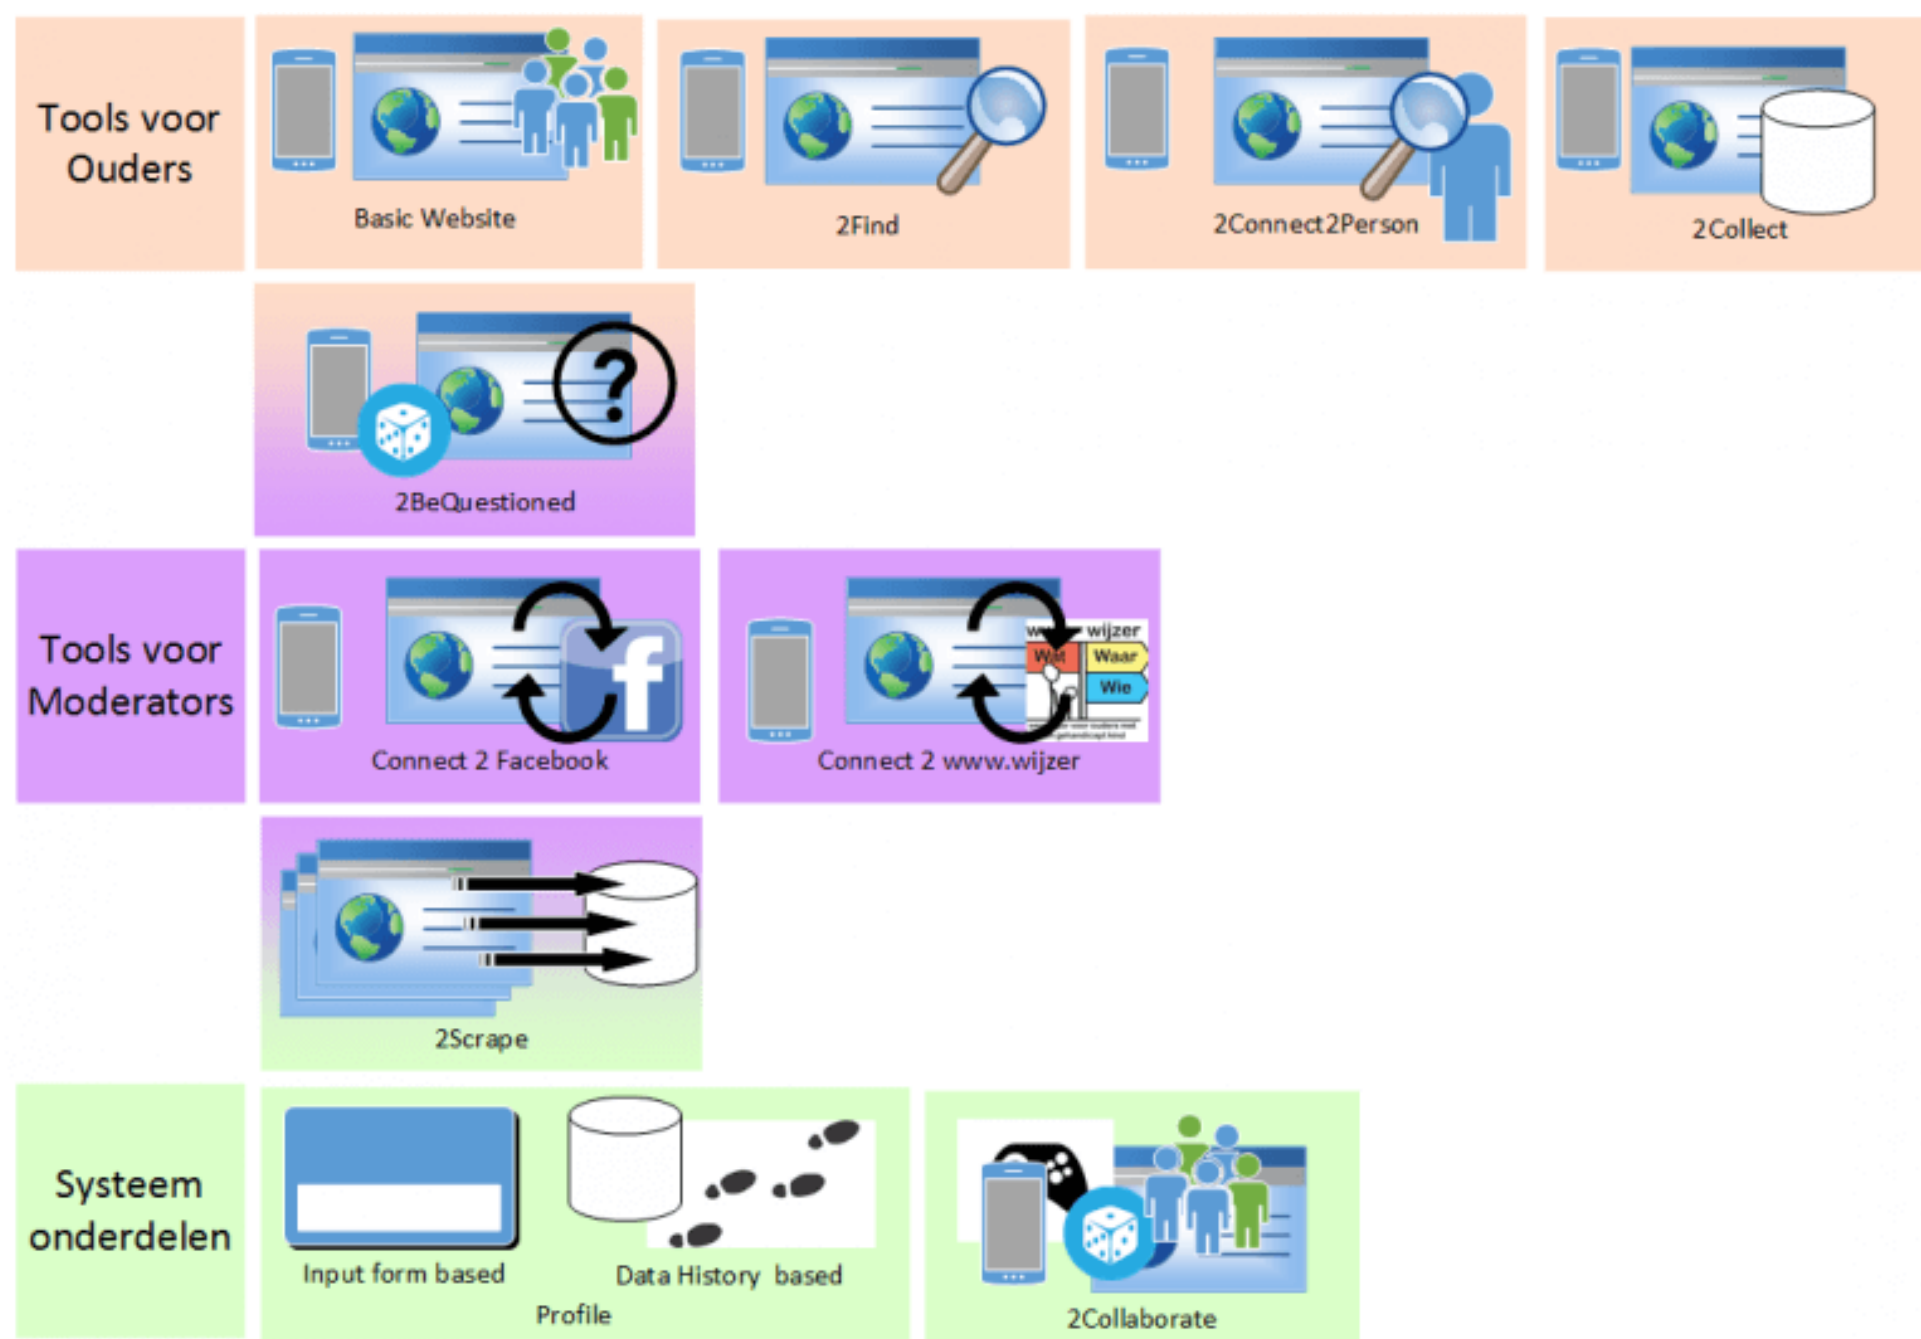 Tools voor
Ouders
Basic Website
2Find
2Connect2Person
2Collect
2BeQuestioned
Tools voor
Moderators
Connect 2 Facebook
f
wijzer
Wat
Waar
Wie
Connect 2 www.wijzer
2Scrape
Systeem
onderdelen
Input form based
Data History based
Profile
2Collaborate